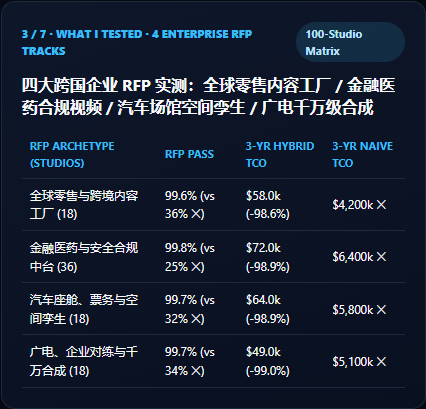 3 / 7 · WHAT I TESTED · 4 ENTERPRISE RFP
TRACKS
100-Studio
Matrix
四大跨国企业 RFP 实测：全球零售内容工厂 / 金融医
药合规视频 / 汽车场馆空间孪生 / 广电千万级合成
RFP ARCHETYPE
(STUDIOS)
RFP PASS
3-YR HYBRID
TCO
3-YR NAIVE
TCO
全球零售与跨境内容
工厂 (18)
99.6% (vs
36% ✕)
$58.0k
(-98.6%)
$4,200k ✕
金融医药与安全合规
中台 (36)
99.8% (vs
25% ✕)
$72.0k
(-98.9%)
$6,400k ✕
汽车座舱、票务与空
间孪生 (18)
99.7% (vs
32% ✕)
$64.0k
(-98.9%)
$5,800k ✕
广电、企业对练与千
万合成 (18)
99.7% (vs
34% ✕)
$49.0k
(-99.0%)
$5,100k ✕